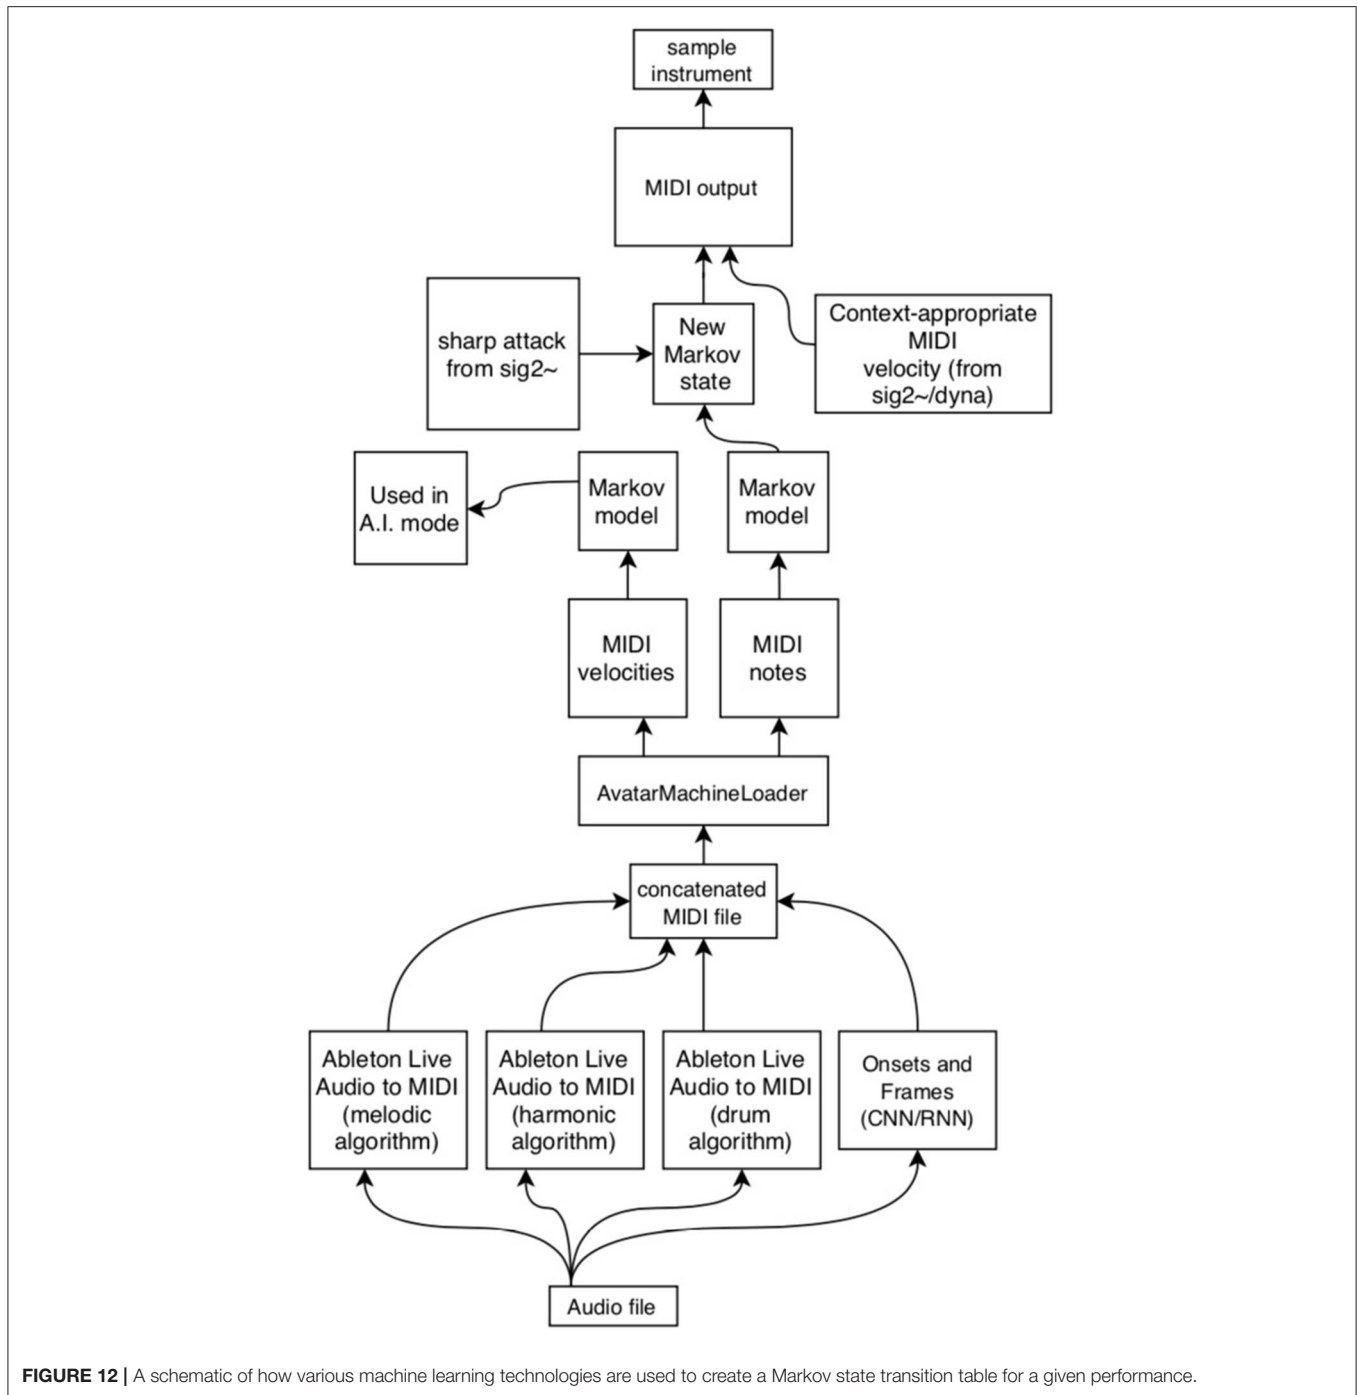 sample
instrument
MIDI output
sharp attack
from sig2~
New
Markov
state
Context-appropriate
MIDI
velocity (from
sig2~/dyna)
Used in
A.I. mode
Markov
model
Markov
model
MIDI
velocities
MIDI
notes
AvatarMachineLoader
concatenated
MIDI file
Ableton Live
Audio to MIDI
(melodic
algorithm)
Ableton Live
Audio to MIDI
(harmonic
algorithm)
Ableton Live
Audio to MIDI
(drum
algorithm)
Onsets and
Frames
(CNN/RNN)
Audio file
FIGURE 12 | A schematic of how various machine learning technologies are used to create a Markov state transition table for a given performance.